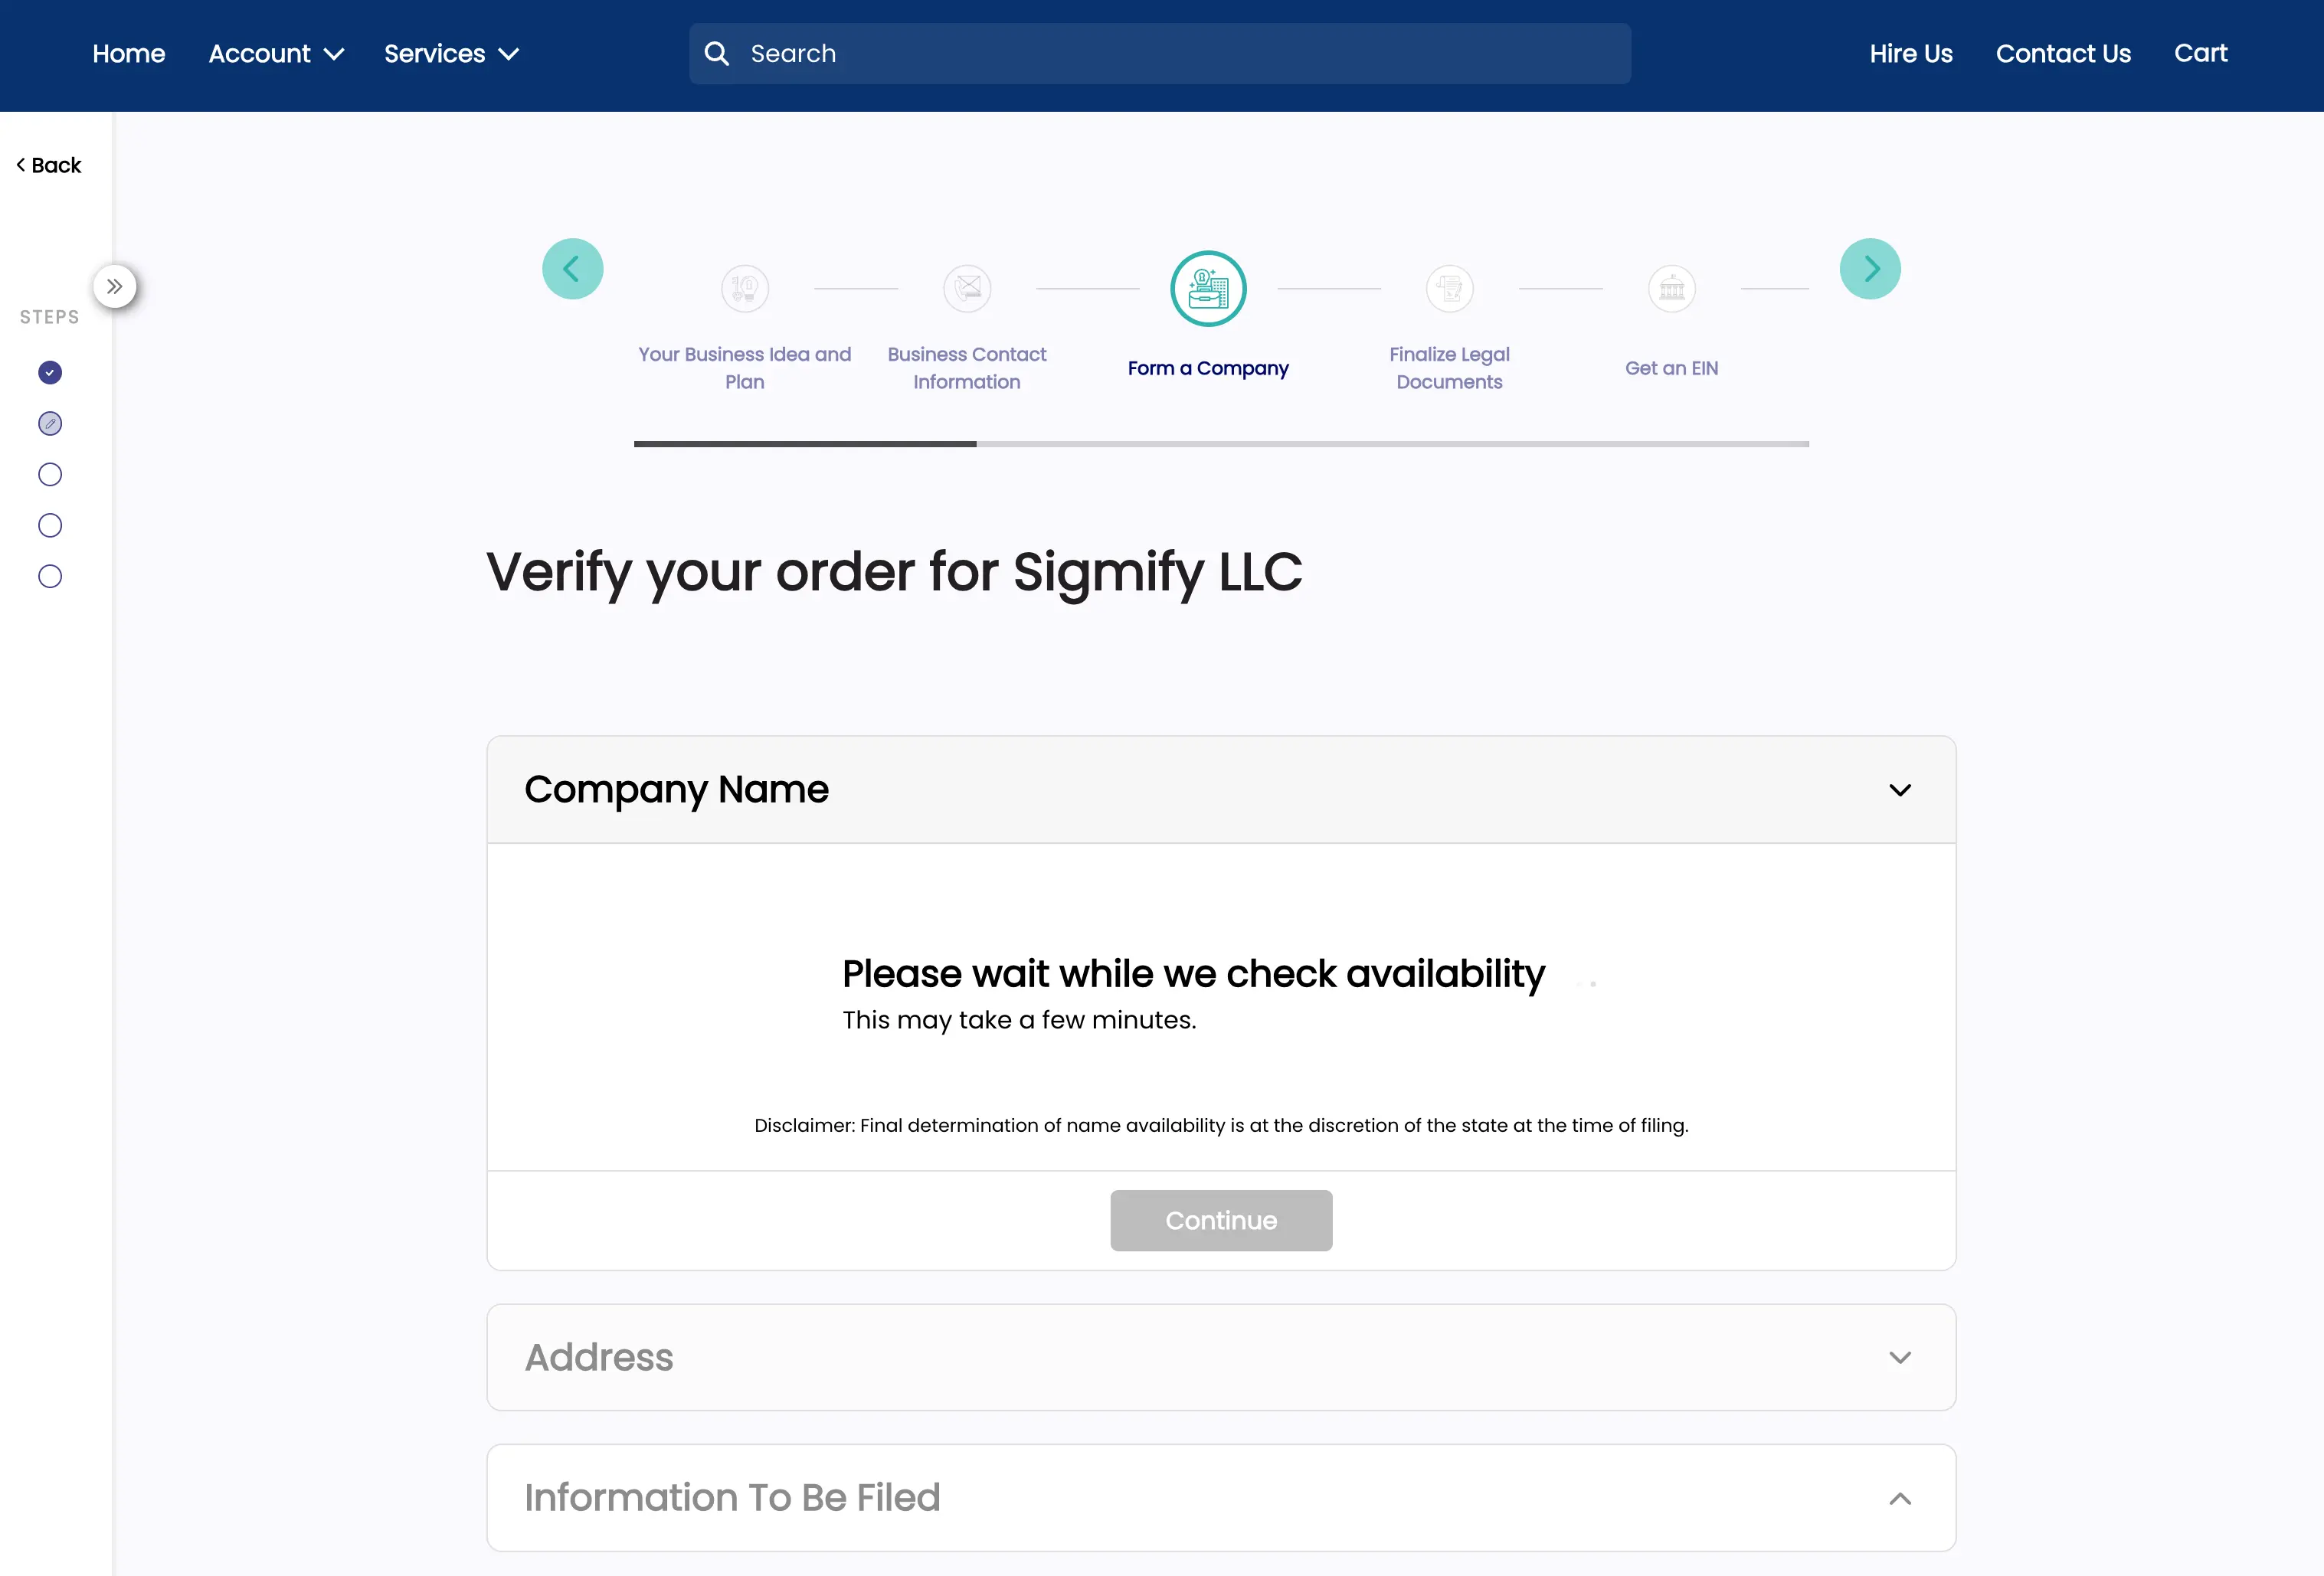 Home Account Services Search Hire Us Contact Us Cart
Back
STEPS
Your Business Idea and
Plan
Business Contact
Information
Form a Company
Finalize Legal
Documents
Get an EIN
Verify your order for Sigmify LLC
Company Name
Please wait while we check availability
This may take a few minutes.
Disclaimer: Final determination of name availability is at the discretion of the state at the time of filing.
Continue
Address
Information To Be Filed